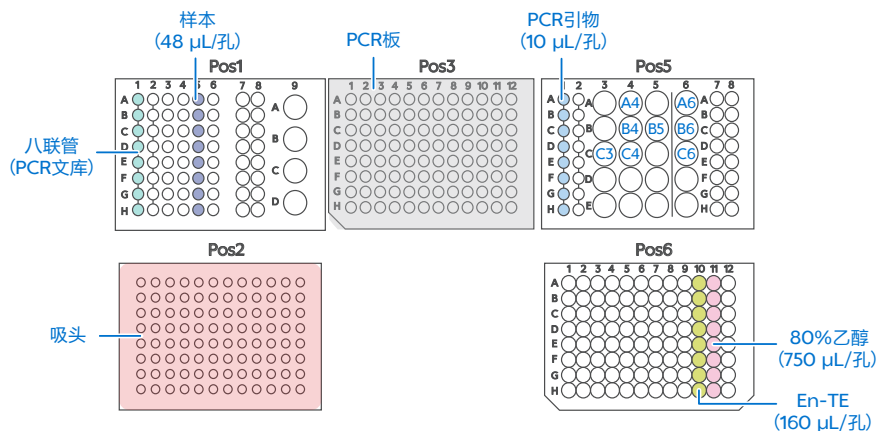 样本
(48 μL/孔)
PCR板
PCR引物
(10 μL/孔)
Pos1
Pos3
Pos5
1 2 3 4 5 6 7 8 9
A
B
C
D
E
F
G
H
A
B
C
D
八联管
(PCR文库)
1 2 3 4 5 6 7 8 9 10 11 12
A
B
C
D
E
F
G
H
1 2 3 4 5 6 7 8
A
B
C
D
E
F
G
H
A
B
C
D
E
A4
A6
B4
B5
B6
C3
C4
C6
A
B
C
D
E
F
G
H
Pos2
Pos6
吸头
1 2 3 4 5 6 7 8 9 10 11 12
A
B
C
D
E
F
G
H
80%乙醇
(750 μL/孔)
En-TE
(160 μL/孔)